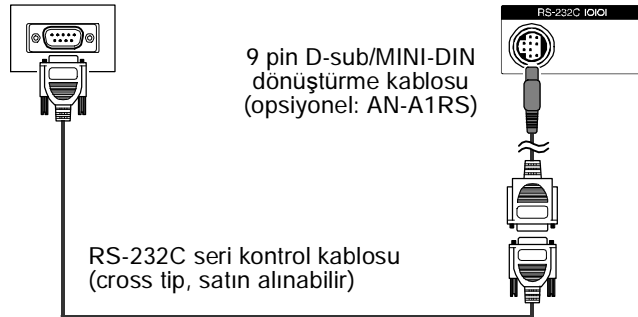 RS-232C IOIOI
9 pin D-sub/MINI-DIN
dönüştürme kablosu
(opsiyonel: AN-A1RS)
RS-232C seri kontrol kablosu
(cross tip, satın alınabilir)